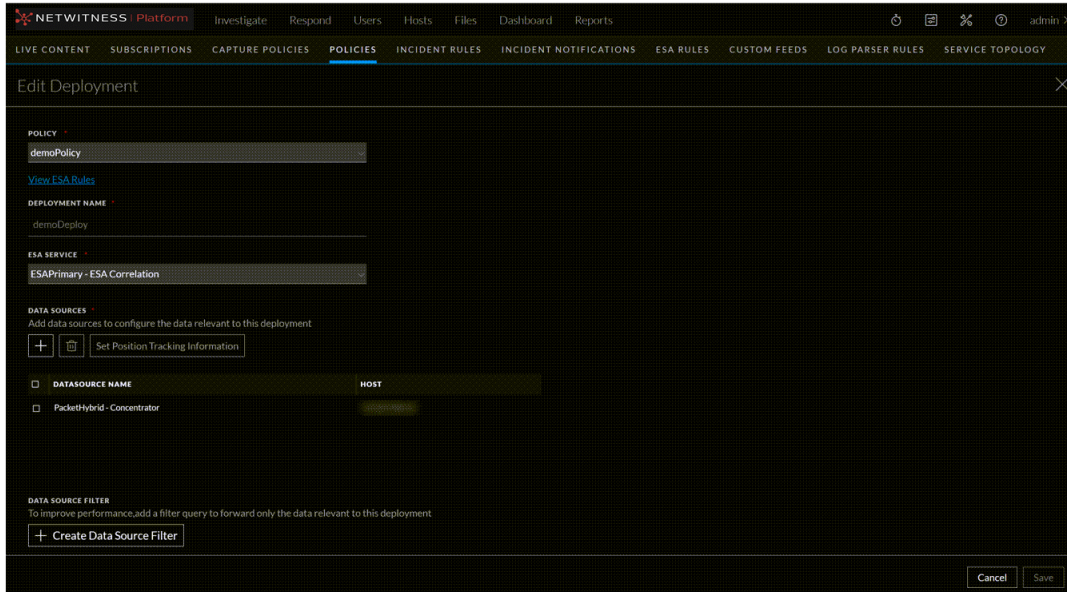 NETWITNESS Platform Investigate Respond Users Hosts Files Dashboard Reports admin
LIVE CONTENT SUBSCRIPTIONS CAPTURE POLICIES POLICIES INCIDENT RULES INCIDENT NOTIFICATIONS ESA RULES CUSTOM FEEDS LOG PARSER RULES SERVICE TOPOLOGY
Edit Deployment
POLICY *
demoPolicy
View ESA Rules
DEPLOYMENT NAME *
demoDeploy
ESA SERVICE *
ESAPrimary - ESA Correlation
DATA SOURCES *
Add data sources to configure the data relevant to this deployment
Set Position Tracking Information
DATASOURCE NAME HOST
PacketHybrid - Concentrator
DATA SOURCE FILTER
To improve performance,add a filter query to forward only the data relevant to this deployment
+ Create Data Source Filter
Cancel Save